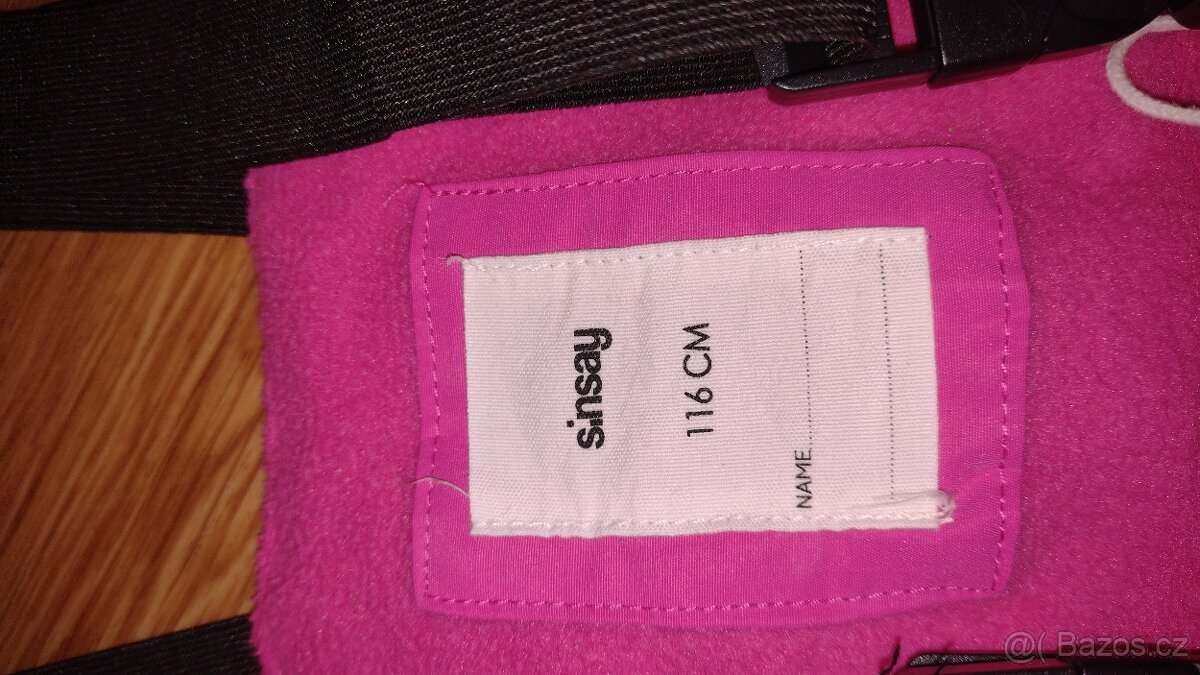 sinsay
116 CM
NAME
@( Bazos.cz